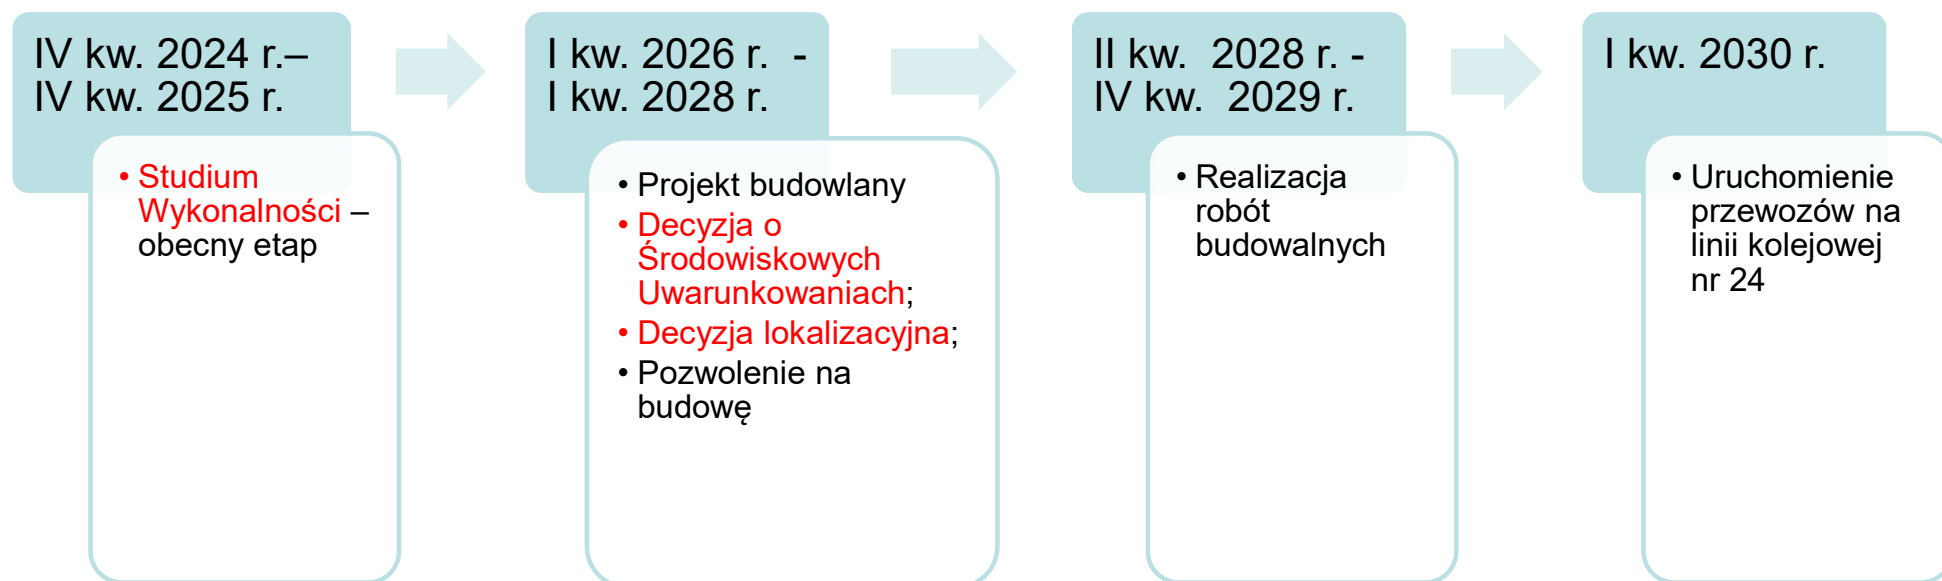 IV kw. 2024 r.–
IV kw. 2025 r.
• Studium
Wykonalności –
obecny etap
I kw. 2026 r. -
I kw. 2028 r.
• Projekt budowlany
• Decyzja o
Środowiskowych
Uwarunkowaniach;
• Decyzja lokalizacyjna;
• Pozwolenie na
budowę
II kw. 2028 r. -
IV kw. 2029 r.
• Realizacja
robót
budowalnych
I kw. 2030 r.
• Uruchomienie
przewozów na
linii kolejowej
nr 24